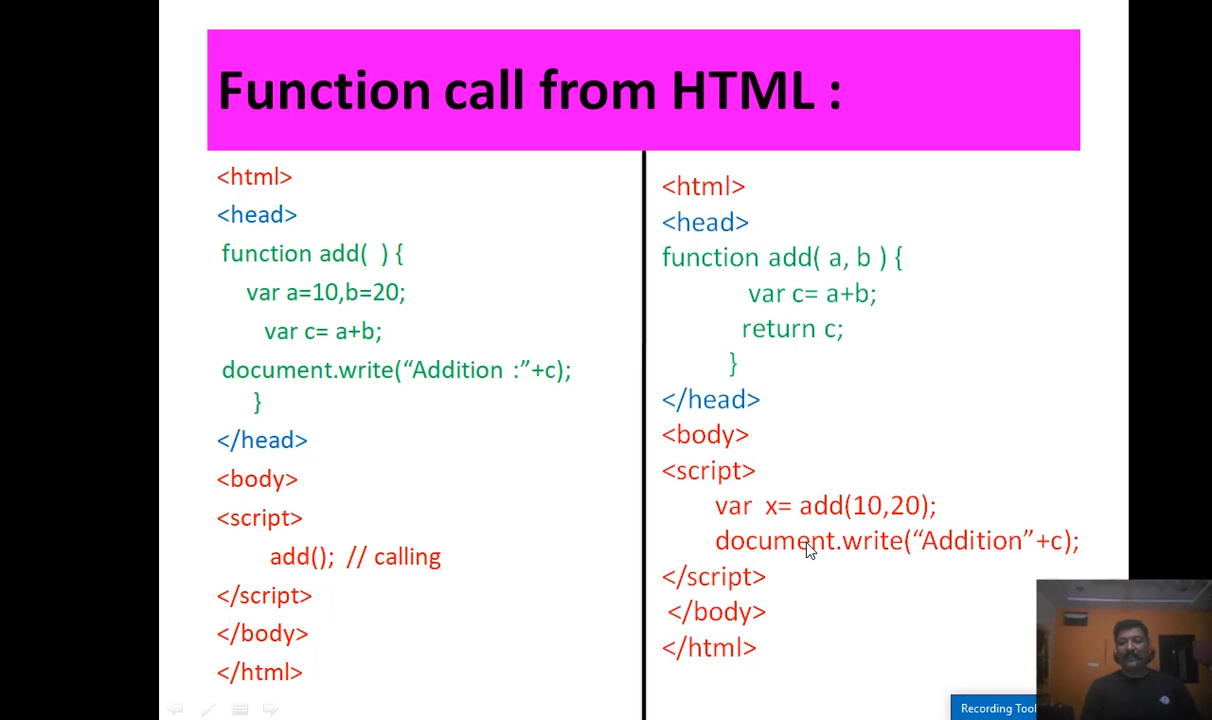 Function call from HTML :
<html>
<head>
function add(  ) {
var a=10,b=20;
var c= a+b;
document.write(“Addition :”+c);
}
</head>
<body>
<script>
add();  // calling
</script>
</body>
</html>
<html>
<head>
function add( a, b ) {
var c= a+b;
return c;
}
</head>
<body>
<script>
var  x= add(10,20);
document.write(“Addition”+c);
</script>
</body>
</html>
Recording Tool